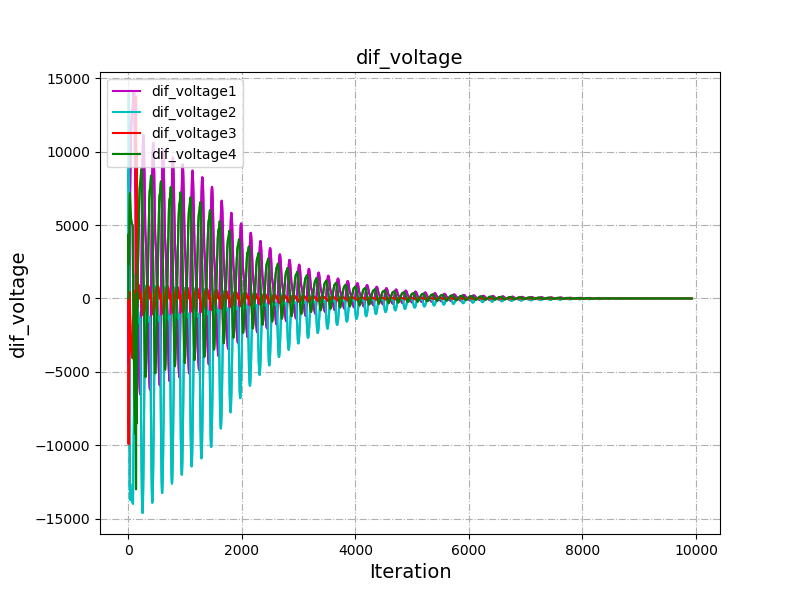 dif_voltage
15000
10000
5000
0
−5000
−10000
−15000
dif_voltage
dif_voltage1
dif_voltage2
dif_voltage3
dif_voltage4
0
2000
4000
6000
8000
10000
Iteration